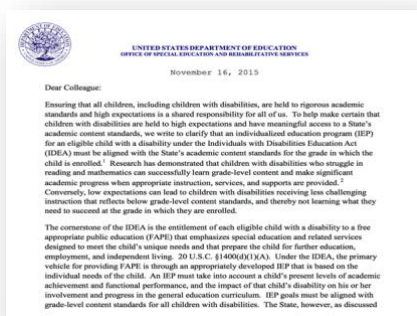 UNITED STATES DEPARTMENT OF EDUCATION
OFFICE OF SPECIAL EDUCATION AND REHABILITATIVE SERVICES
November 16, 2015
Dear Colleague:
Ensuring that all children, including children with disabilities, are held to rigorous academic
standards and high expectations is a shared responsibility for all of us. To help make certain that
children with disabilities are held to high expectations and have meaningful access to a State's
academic content standards, we write to clarify that an individualized education program (IEP)
for an eligible child with a disability under the Individuals with Disabilities Education Act
(IDEA) must be aligned with the State's academic content standards for the grade in which the
child is enrolled.1 Research has demonstrated that children with disabilities who struggle in
reading and mathematics can successfully learn grade-level content and make significant
academic progress when appropriate instruction, services, and supports are provided. 2
Conversely, low expectations can lead to children with disabilities receiving less challenging
instruction that reflects below grade-level content standards, and thereby not learning what they
need to succeed at the grade in which they are enrolled.
The cornerstone of the IDEA is the entitlement of each eligible child with a disability to a free
appropriate public education (FAPE) that emphasizes special education and related services
designed to meet the child's unique needs and that prepare the child for further education,
employment, and independent living. 20 U.S.C. §1400(d)(1)(A). Under the IDEA, the primary
vehicle for providing FAPE is through an appropriately developed IEP that is based on the
individual needs of the child. An IEP must take into account a child's present levels of academic
achievement and functional performance, and the impact of that child's disability on his or her
involvement and progress in the general education curriculum. IEP goals must be aligned with
grade-level content standards for all children with disabilities. The State, however, as discussed